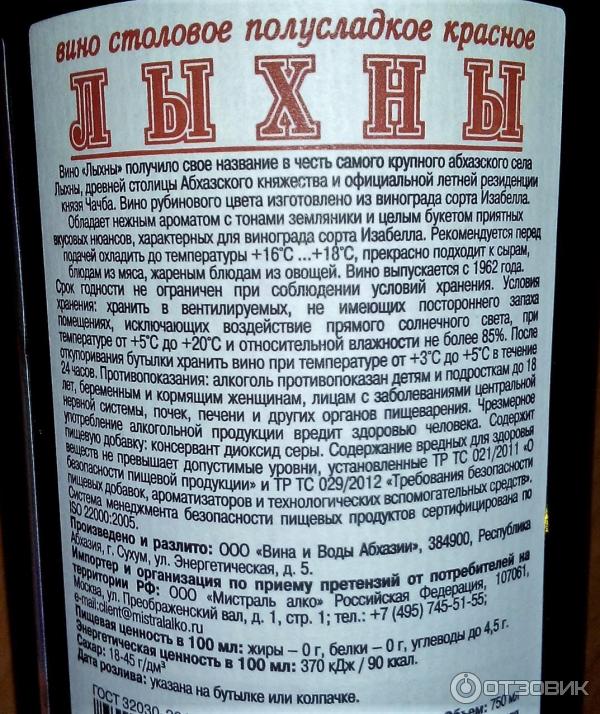 вино столовое полусладкое красное
ЛЫХНЫ
Вино «Лыхны» получило свое название в честь самого крупного абхазского села
Лыхны, древней столицы Абхазского княжества и официальной летней резиденции
князя Чачба. Вино рубинового цвета изготовлено из винограда сорта Изабелла.
Обладает нежным ароматом с тонами земляники и целым букетом приятных
вкусовых нюансов, характерных для винограда сорта Изабелла. Рекомендуется перед
подачей охладить до температуры +16°С ...+18°С, прекрасно подходит к сырам,
блюдам из мяса, жареным блюдам из овощей. Вино выпускается с 1962 года.
Срок годности не ограничен при соблюдении условий хранения. Условия
хранения: хранить в вентилируемых, не имеющих постороннего запаха
помещениях, исключающих воздействие прямого солнечного света, при
температуре от +5°С до +20°С и относительной влажности не более 85%. После
откупоривания бутылки хранить вино при температуре от +3°С до +5°С в течение
24 часов. Противопоказания: алкоголь противопоказан детям и подросткам до 18
лет, беременным и кормящим женщинам, лицам с заболеваниями центральной
нервной системы, почек, печени и других органов пищеварения. Чрезмерное
употребление алкогольной продукции вредит здоровью человека. Содержит
пищевую добавку: консервант диоксид серы. Содержание вредных для здоровья
веществ не превышает допустимые уровни, установленные ТР ТС 021/2011 «О
безопасности пищевой продукции» и ТР ТС 029/2012 «Требования безопасности
пищевых добавок, ароматизаторов и технологических вспомогательных средств».
Система менеджмента безопасности пищевых продуктов сертифицирована по
ISO 22000:2005.
Произведено и разлито: ООО «Вина и Воды Абхазии», 384900, Республика
Абхазия, г. Сухум, ул. Энергетическая, д. 5.
Импортер и организация по приему претензий от потребителей на
территории РФ: ООО «Мистраль алко» Российская Федерация, 107061,
Москва, ул. Преображенский вал, д. 1, стр. 1; тел.: +7 (495) 745-51-55;
e-mail:client@mistralalko.ru
Пищевая ценность в 100 мл: жиры – 0 г, белки – 0 г, углеводы до 4,5 г.
Энергетическая ценность в 100 мл: 370 кДж / 90 ккал.
Сахар: 18-45 г/дм³
Дата розлива: указана на бутылке или колпачке.
ГОСТ 32030
Объем: 750 мл
ОТЗОВИК